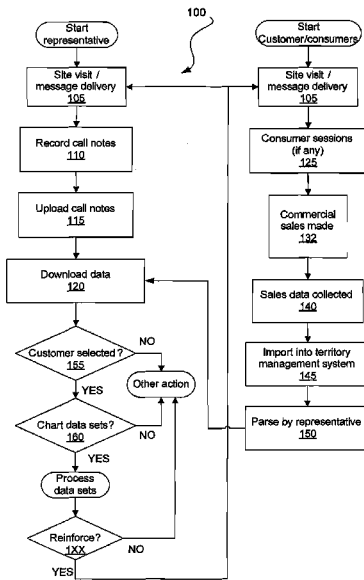 100
Start
representative
Site visit /
message delivery
105
Record call notes
110
Upload call notes
115
Download data
120
Customer selected?
155
NO
YES
Other action
Chart data sets?
160
NO
YES
Process
data sets
Reinforce?
1XX
NO
YES
Start
Customer/consumers
Site visit /
message delivery
105
Consumer sessions
(if any)
125
Commercial
sales made
132
Sales data collected
140
Import into territory
management system
145
Parse by representative
150